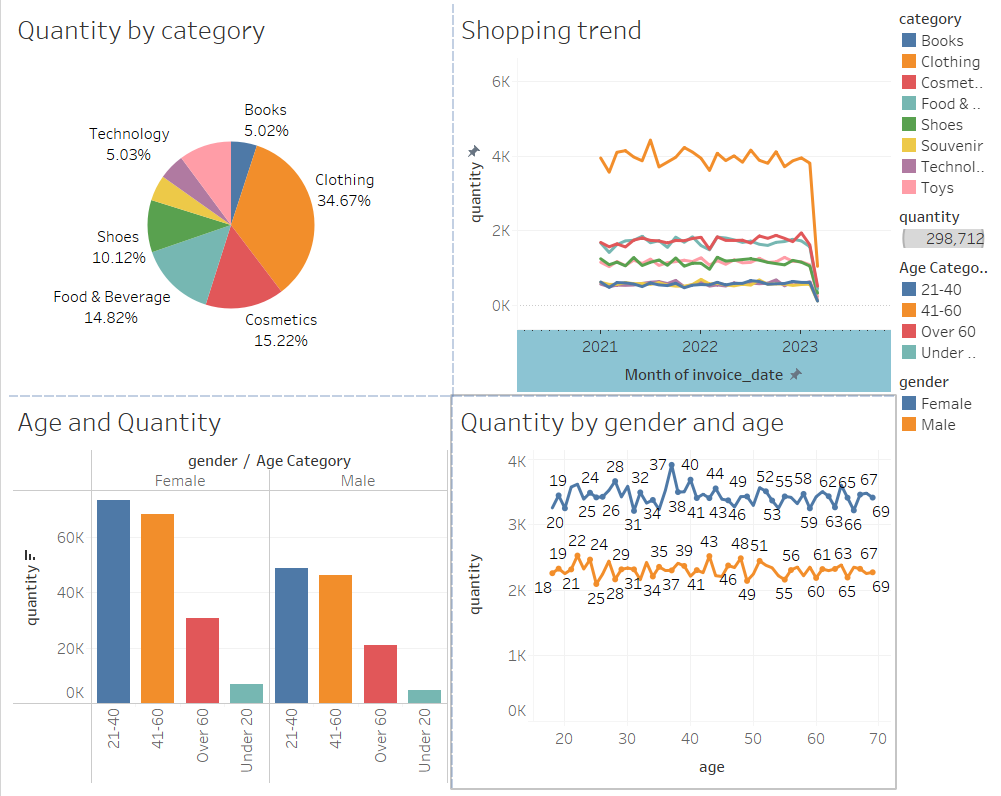 Quantity by category
Books
5.02%
Technology
5.03%
Clothing
34.67%
Shoes
10.12%
Food & Beverage
14.82%
Cosmetics
15.22%
Shopping trend
6K
4K
2K
0K
quantity
2021 2022 2023
Month of invoice_date
category
Books
Clothing
Cosmet..
Food & ..
Shoes
Souvenir
Technol..
Toys
quantity
298,712
Age Catego..
21-40
41-60
Over 60
Under ..
gender
Female
Male
Age and Quantity
gender / Age Category
Female Male
60K
40K
20K
0K
quantity
21-40 41-60 Over 60 Under 20 21-40 41-60 Over 60 Under 20
Quantity by gender and age
4K
3K
2K
1K
0K
quantity
19 24 28 32 37 40 44 49 52 55 58 62 65 67
20 25 26 31 34 38 41 43 46 53 59 63 66 69
19 22 24 29 35 39 43 48 51 56 61 63 67
18 21 25 28 31 34 37 41 46 49 55 60 65 69
20 30 40 50 60 70
age